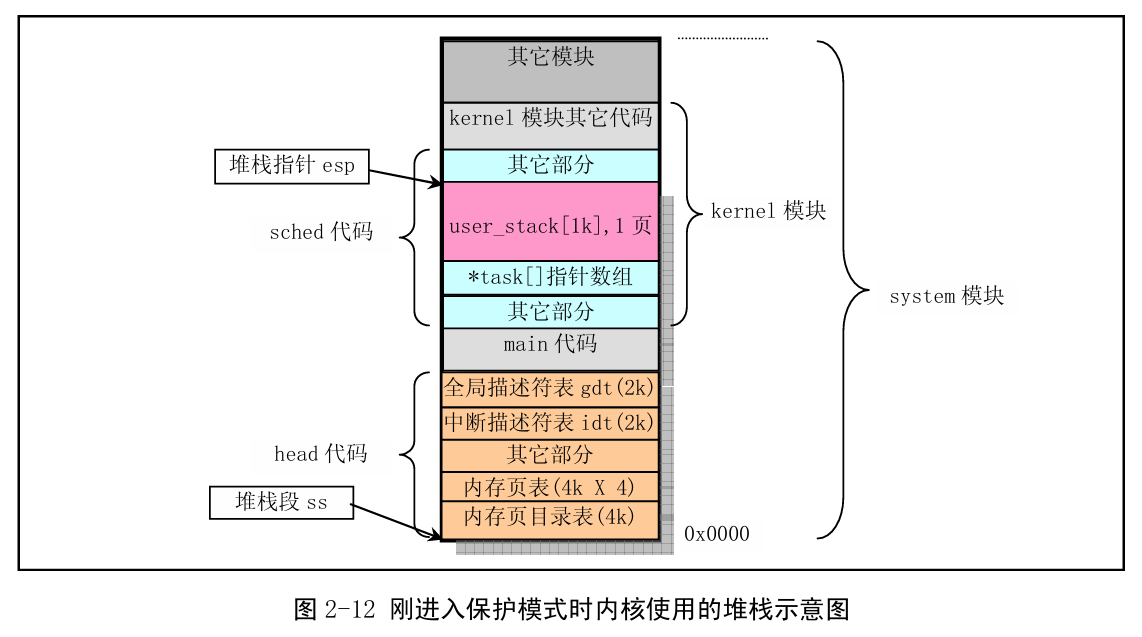 其它模块
kernel 模块其它代码
堆栈指针 esp
其它部分
sched 代码
user_stack[1k],1 页
kernel 模块
*task[]指针数组
system 模块
其它部分
main 代码
全局描述符表 gdt(2k)
中断描述符表 idt(2k)
head 代码
其它部分
内存页表(4k X 4)
堆栈段 ss
内存页目录表(4k)
0x0000
图 2-12 刚进入保护模式时内核使用的堆栈示意图